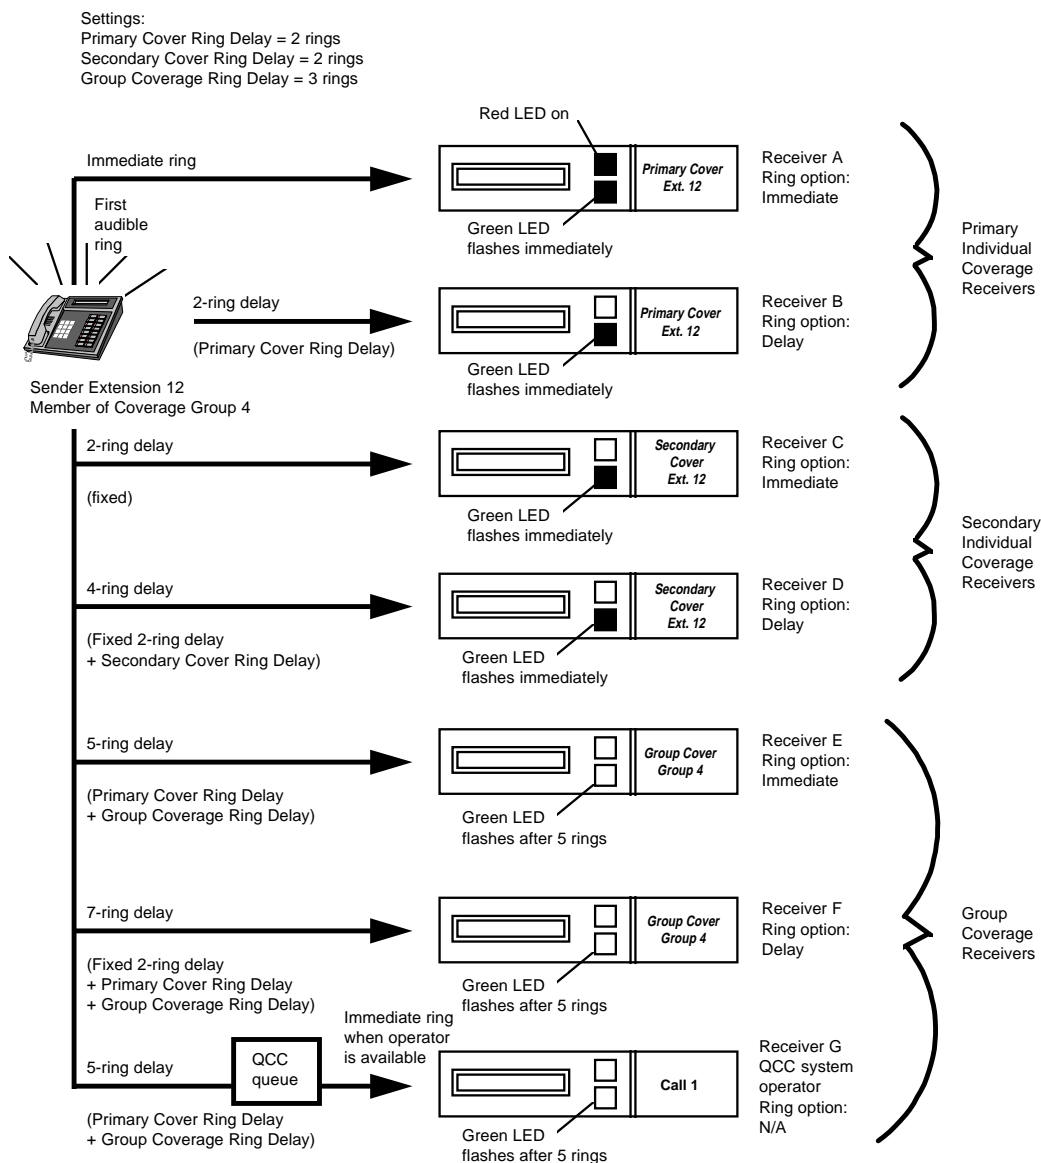 Settings:
Primary Cover Ring Delay = 2 rings
Secondary Cover Ring Delay = 2 rings
Group Coverage Ring Delay = 3 rings
Red LED on
Immediate ring
Primary Cover
Ext. 12
Receiver A
Ring option:
Immediate
First
audible
ring
Green LED
flashes immediately
Primary
Individual
Coverage
Receivers
2-ring delay
(Primary Cover Ring Delay)
Primary Cover
Ext. 12
Receiver B
Ring option:
Delay
Green LED
flashes immediately
Sender Extension 12
Member of Coverage Group 4
2-ring delay
(fixed)
Secondary
Cover
Ext. 12
Receiver C
Ring option:
Immediate
Green LED
flashes immediately
Secondary
Individual
Coverage
Receivers
4-ring delay
(Fixed 2-ring delay
+ Secondary Cover Ring Delay)
Secondary
Cover
Ext. 12
Receiver D
Ring option:
Delay
Green LED
flashes immediately
5-ring delay
(Primary Cover Ring Delay
+ Group Coverage Ring Delay)
Group Cover
Group 4
Receiver E
Ring option:
Immediate
Green LED
flashes after 5 rings
7-ring delay
(Fixed 2-ring delay
+ Primary Cover Ring Delay
+ Group Coverage Ring Delay)
Group Cover
Group 4
Receiver F
Ring option:
Delay
Green LED
flashes after 5 rings
Group
Coverage
Receivers
5-ring delay
(Primary Cover Ring Delay
+ Group Coverage Ring Delay)
QCC
queue
Immediate ring
when operator
is available
Call 1
Receiver G
QCC system
operator
Ring option:
N/A
Green LED
flashes after 5 rings